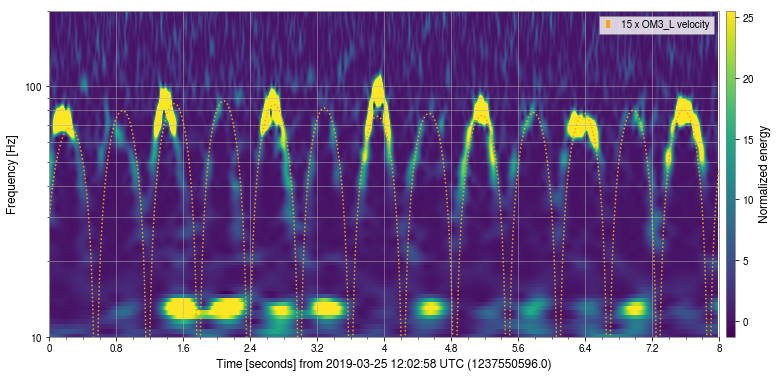 15 x OM3_L velocity
25
20
15
10
5
0
Normalized energy
100
10
Frequency [Hz]
0 0.8 1.6 2.4 3.2 4 4.8 5.6 6.4 7.2 8
Time [seconds] from 2019-03-25 12:02:58 UTC (1237550596.0)